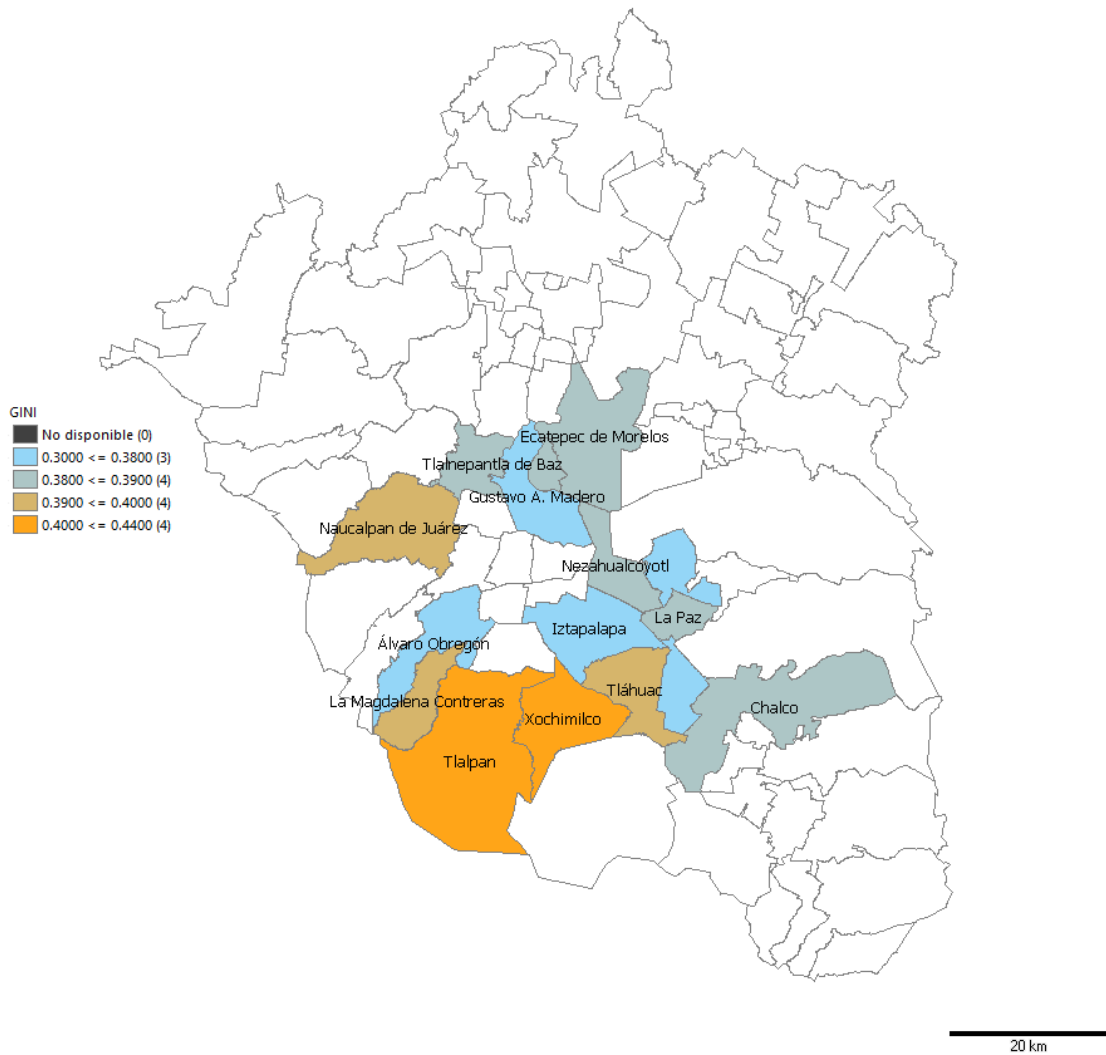 GINI
No disponible (0)
0.3000 <= 0.3800 (3)
0.3800 <= 0.3900 (4)
0.3900 <= 0.4000 (4)
0.4000 <= 0.4400 (4)
Ecatepec de Morelos
Tlalnepantla de Baz
Gustavo A. Madero
Naucalpan de Juárez
Nezahualcóyotl
La Paz
Iztapalapa
Álvaro Obregón
Tláhuac
La Magdalena Contreras
Chalco
Xochimilco
Tlalpan
20 km